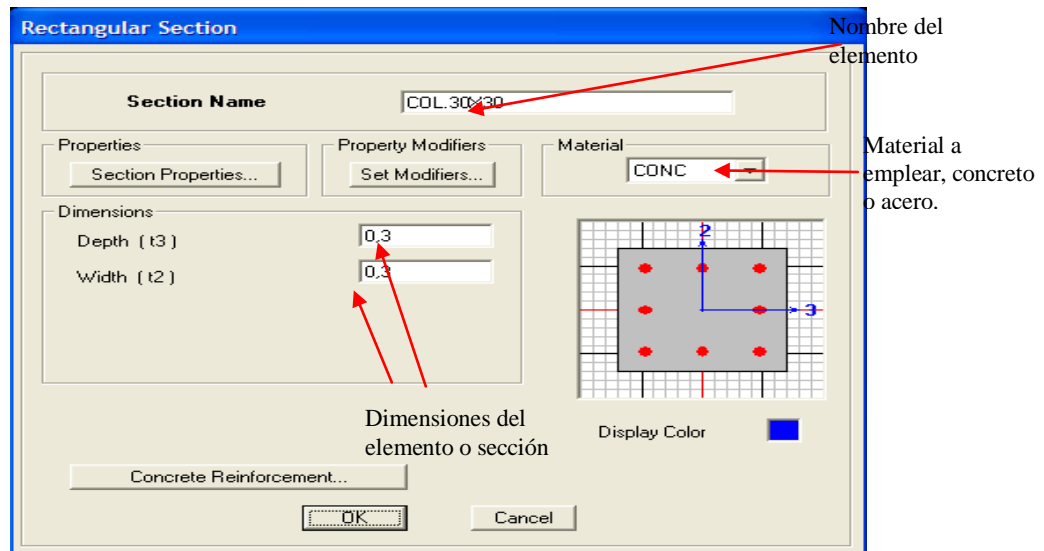 Rectangular Section
Nombre del
elemento
Section Name
COL.30X30
Properties
Section Properties...
Property Modifiers
Set Modifiers...
Material
CONC
Material a
emplear, concreto
o acero.
Dimensions
Depth ( t3 )
0,3
Width ( t2 )
0,3
2
3
Dimensiones del
elemento o sección
Display Color
Concrete Reinforcement...
OK
Cancel